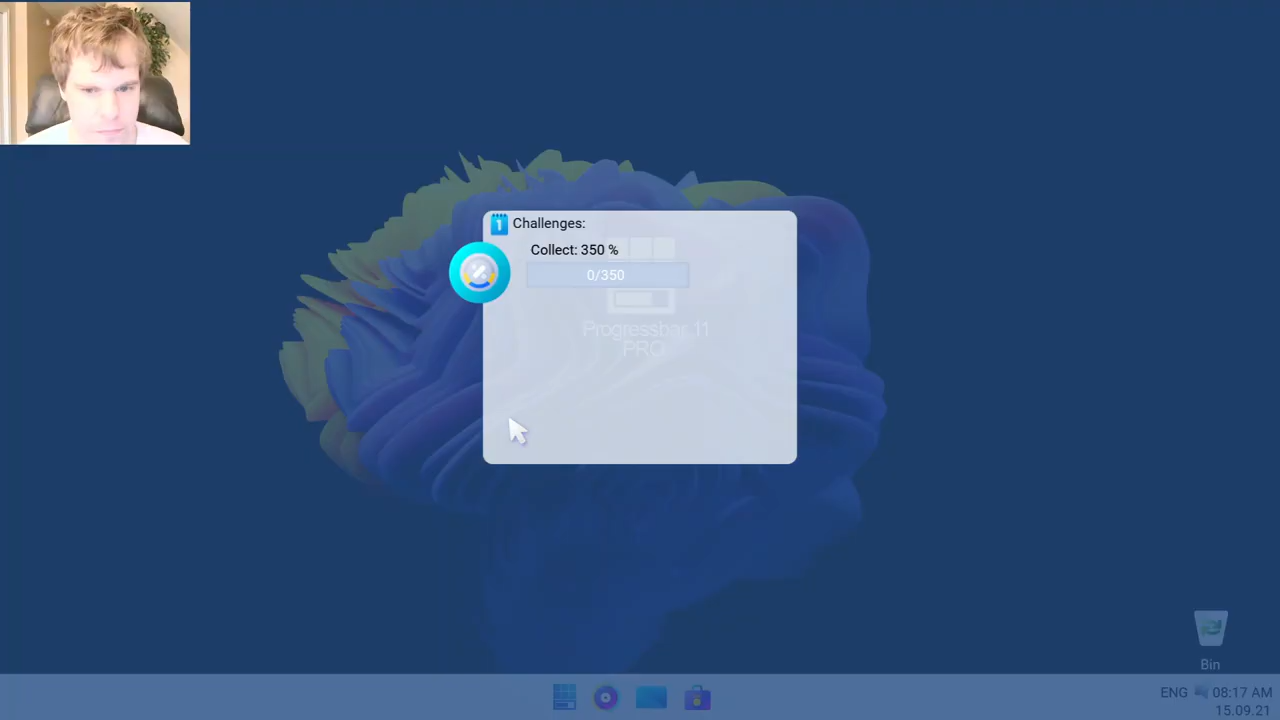 Challenges:
Collect: 350 %
0/350
Progressbar 11
PRO
Bin
ENG 08:17 AM
15.09.21